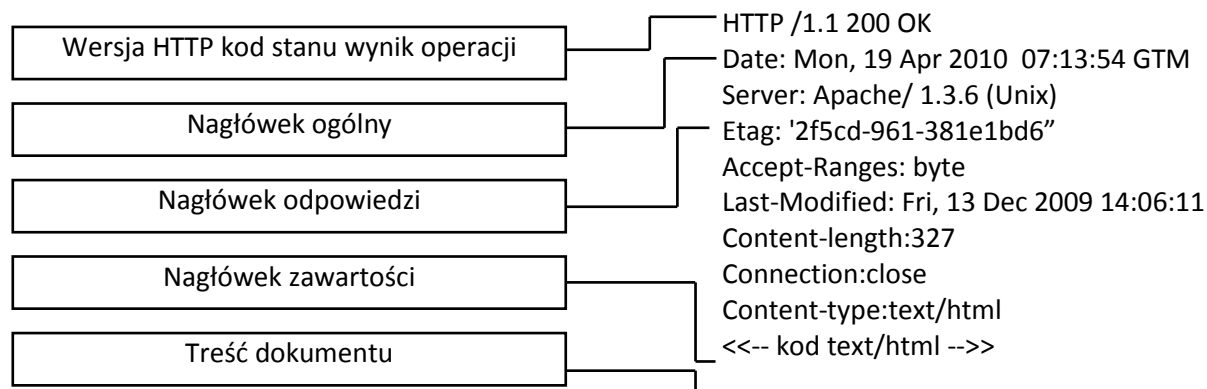 Wersja HTTP kod stanu wynik operacji
Nagłówek ogólny
Nagłówek odpowiedzi
Nagłówek zawartości
Treść dokumentu
HTTP /1.1 200 OK
Date: Mon, 19 Apr 2010  07:13:54 GTM
Server: Apache/ 1.3.6 (Unix)
Etag: '2f5cd-961-381e1bd6”
Accept-Ranges: byte
Last-Modified: Fri, 13 Dec 2009 14:06:11
Content-length:327
Connection:close
Content-type:text/html
<<-- kod text/html -->>